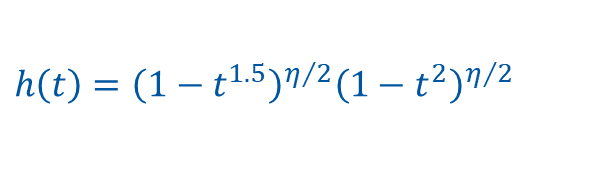 h(t) = (1 − t^{1.5})^{η/2}(1 − t^{2})^{η/2}